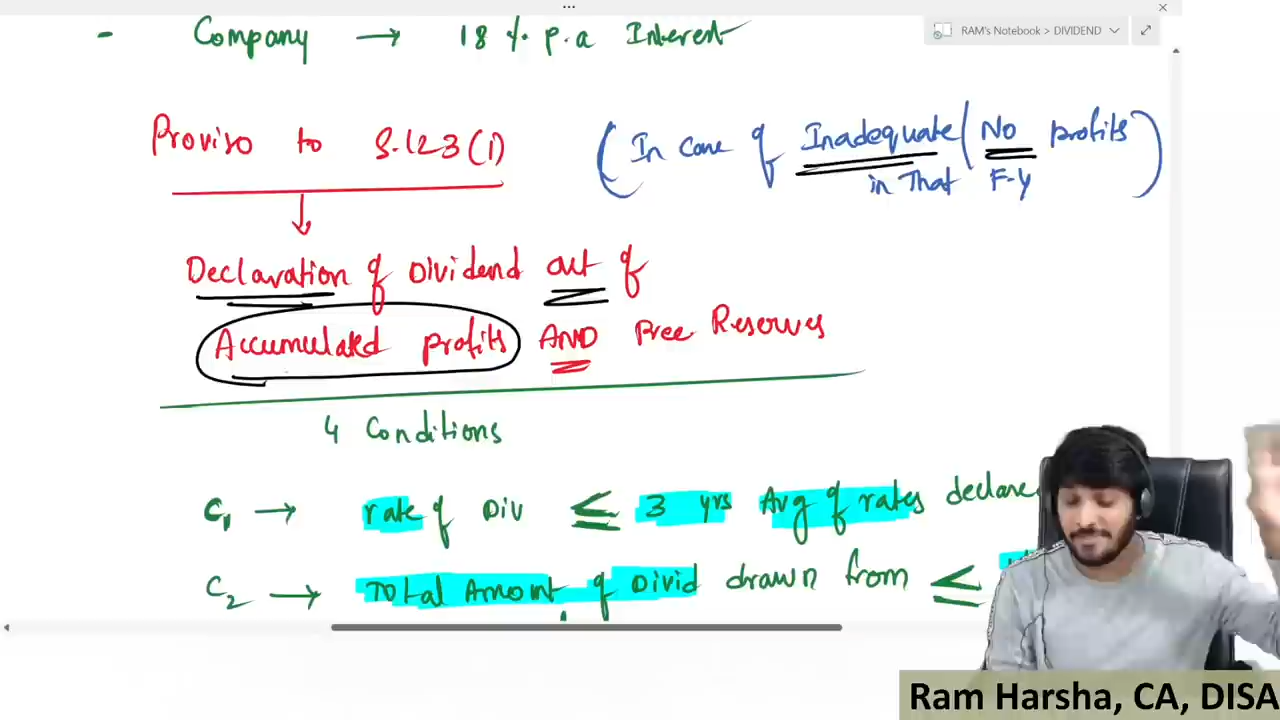 RAM's Notebook > DIVIDEND
- Company → 18 %. p.a Interest
Proviso to S.123(1)
(In case of Inadequate/No profits
in That F-Y)
↓
Declaration of Dividend out of
Accumulated profits AND Free Reserves
4 Conditions
C1 → rate of Div ≤ 3 yrs Avg of rates declare
C2 → Total Amount of Divid drawn from ≤
Ram Harsha, CA, DISA